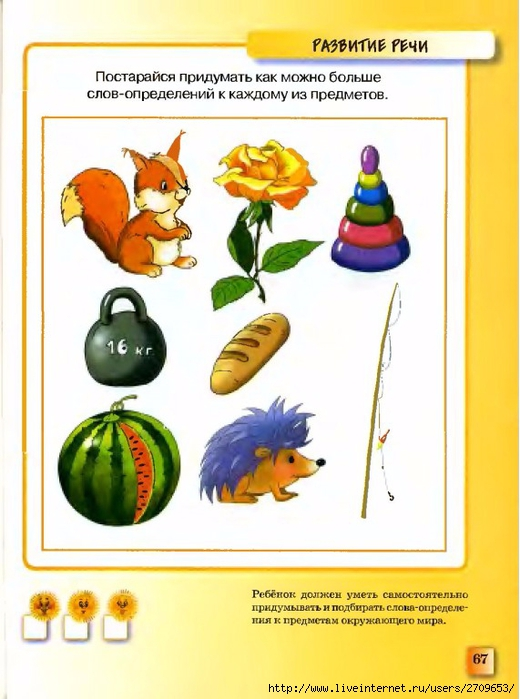 РАЗВИТИЕ РЕЧИ
Постарайся придумать как можно больше
слов-определений к каждому из предметов.
16 кг
Ребёнок должен уметь самостоятельно
придумывать и подбирать слова-определе-
ния к предметам окружающего мира.
67
http://www.liveinternet.ru/users/2709653/